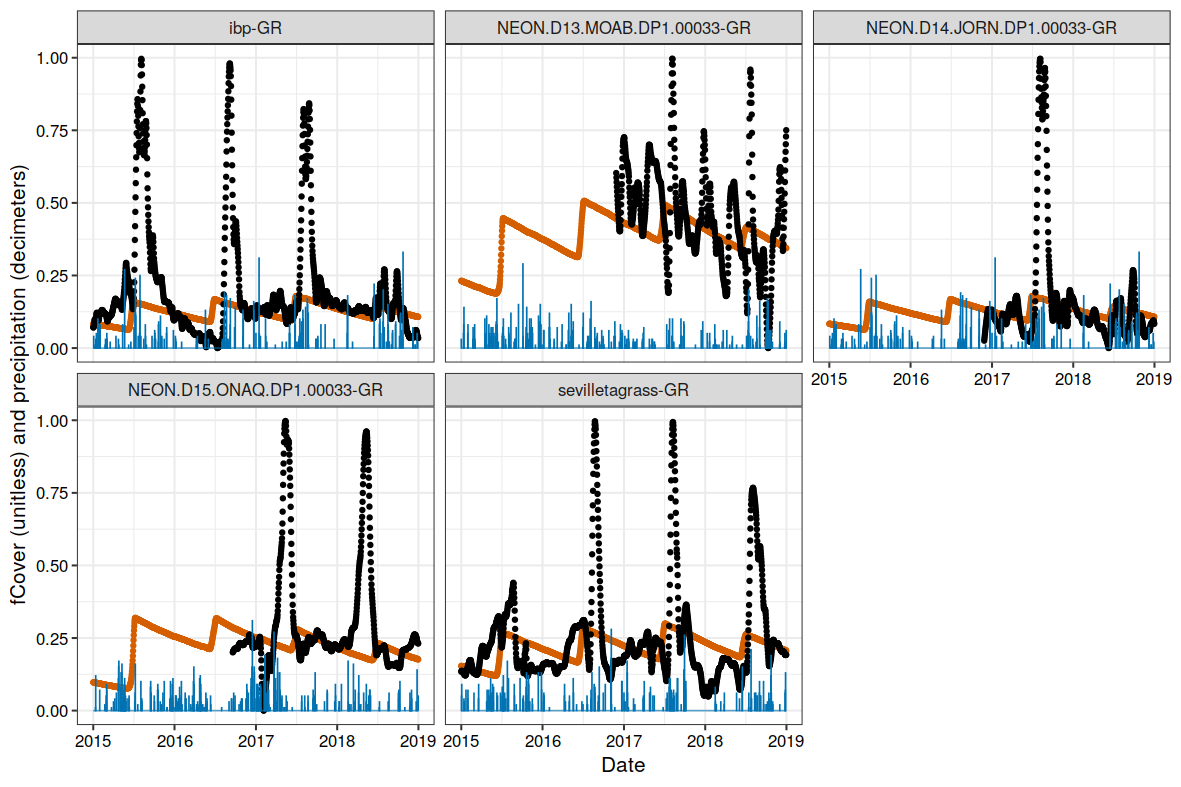 ibp-GR
NEON.D13.MOAB.DP1.00033-GR
NEON.D14.JORN.DP1.00033-GR
1.00
0.75
0.50
0.25
0.00
2015 2016 2017 2018 2019
NEON.D15.ONAQ.DP1.00033-GR
sevilletagrass-GR
1.00
0.75
0.50
0.25
0.00
2015 2016 2017 2018 2019
2015 2016 2017 2018 2019
Date
fCover (unitless) and precipitation (decimeters)